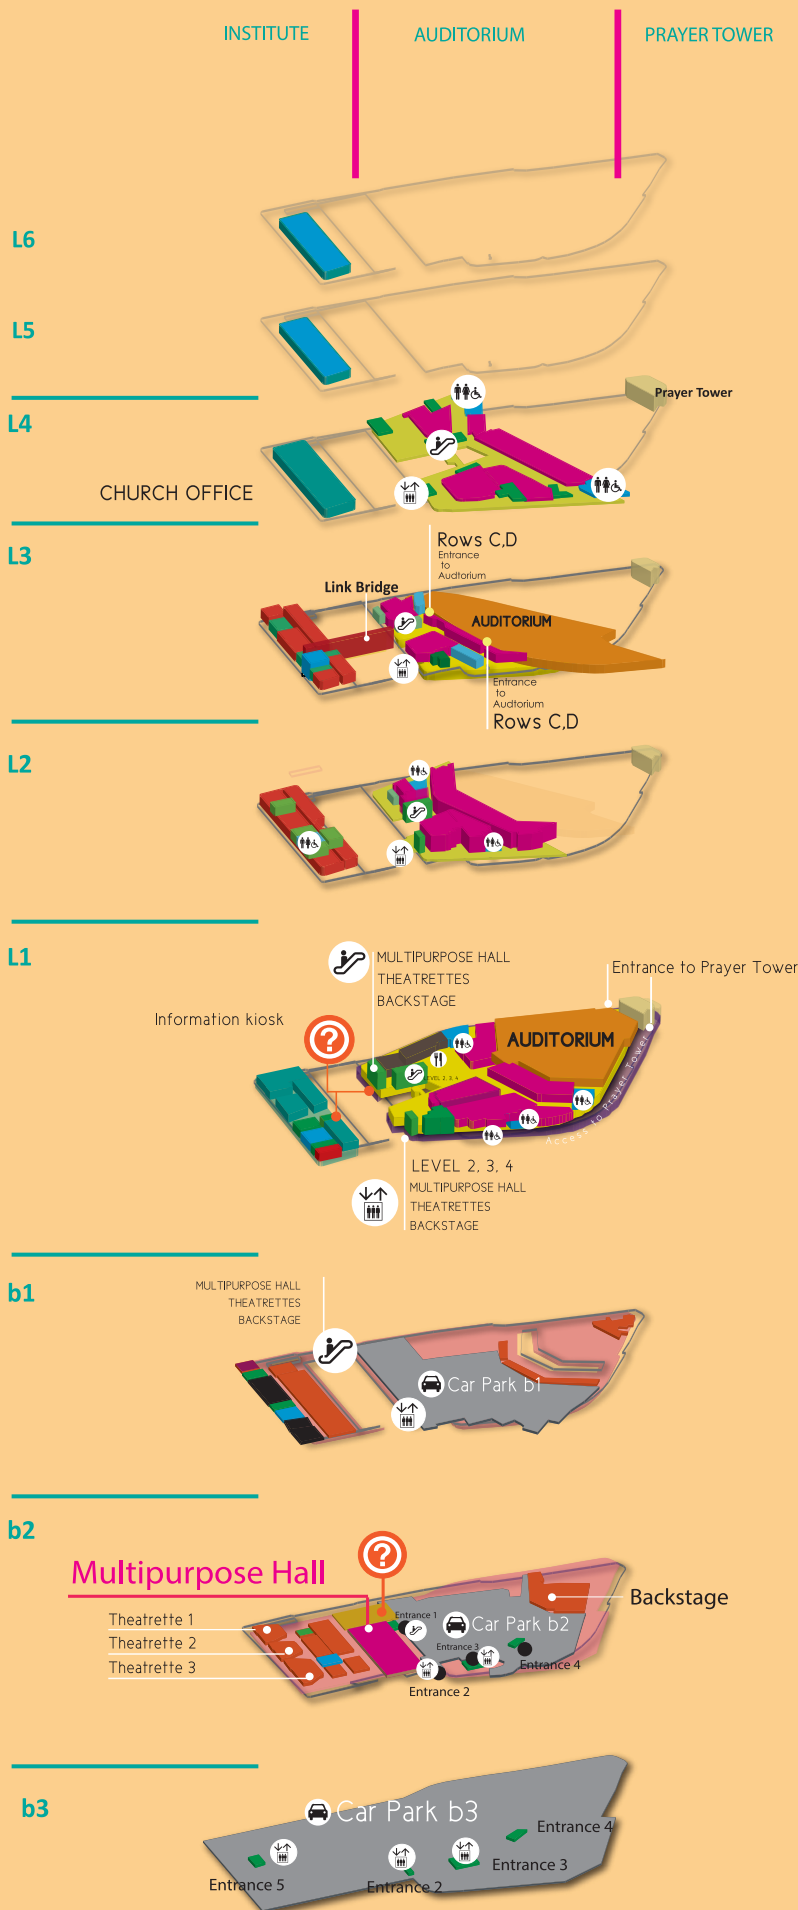 INSTITUTE
AUDITORIUM
PRAYER TOWER
L6
L5
L4
Prayer Tower
CHURCH OFFICE
L3
Rows C,D
Entrance
to
Audtorium
Link Bridge
AUDITORIUM
Entrance
to
Audtorium
Rows C,D
L2
L1
MULTIPURPOSE HALL
THEATRETTES
BACKSTAGE
Entrance to Prayer Tower
Information kiosk
?
AUDITORIUM
LEVEL 2, 3, 4
Access to Prayer Tower
LEVEL 2, 3, 4
MULTIPURPOSE HALL
THEATRETTES
BACKSTAGE
b1
MULTIPURPOSE HALL
THEATRETTES
BACKSTAGE
Car Park b1
b2
?
Multipurpose Hall
Backstage
Theatrette 1
Theatrette 2
Theatrette 3
Entrance 1
Car Park b2
Entrance 3
Entrance 4
Entrance 2
b3
Car Park b3
Entrance 4
Entrance 3
Entrance 5
Entrance 2